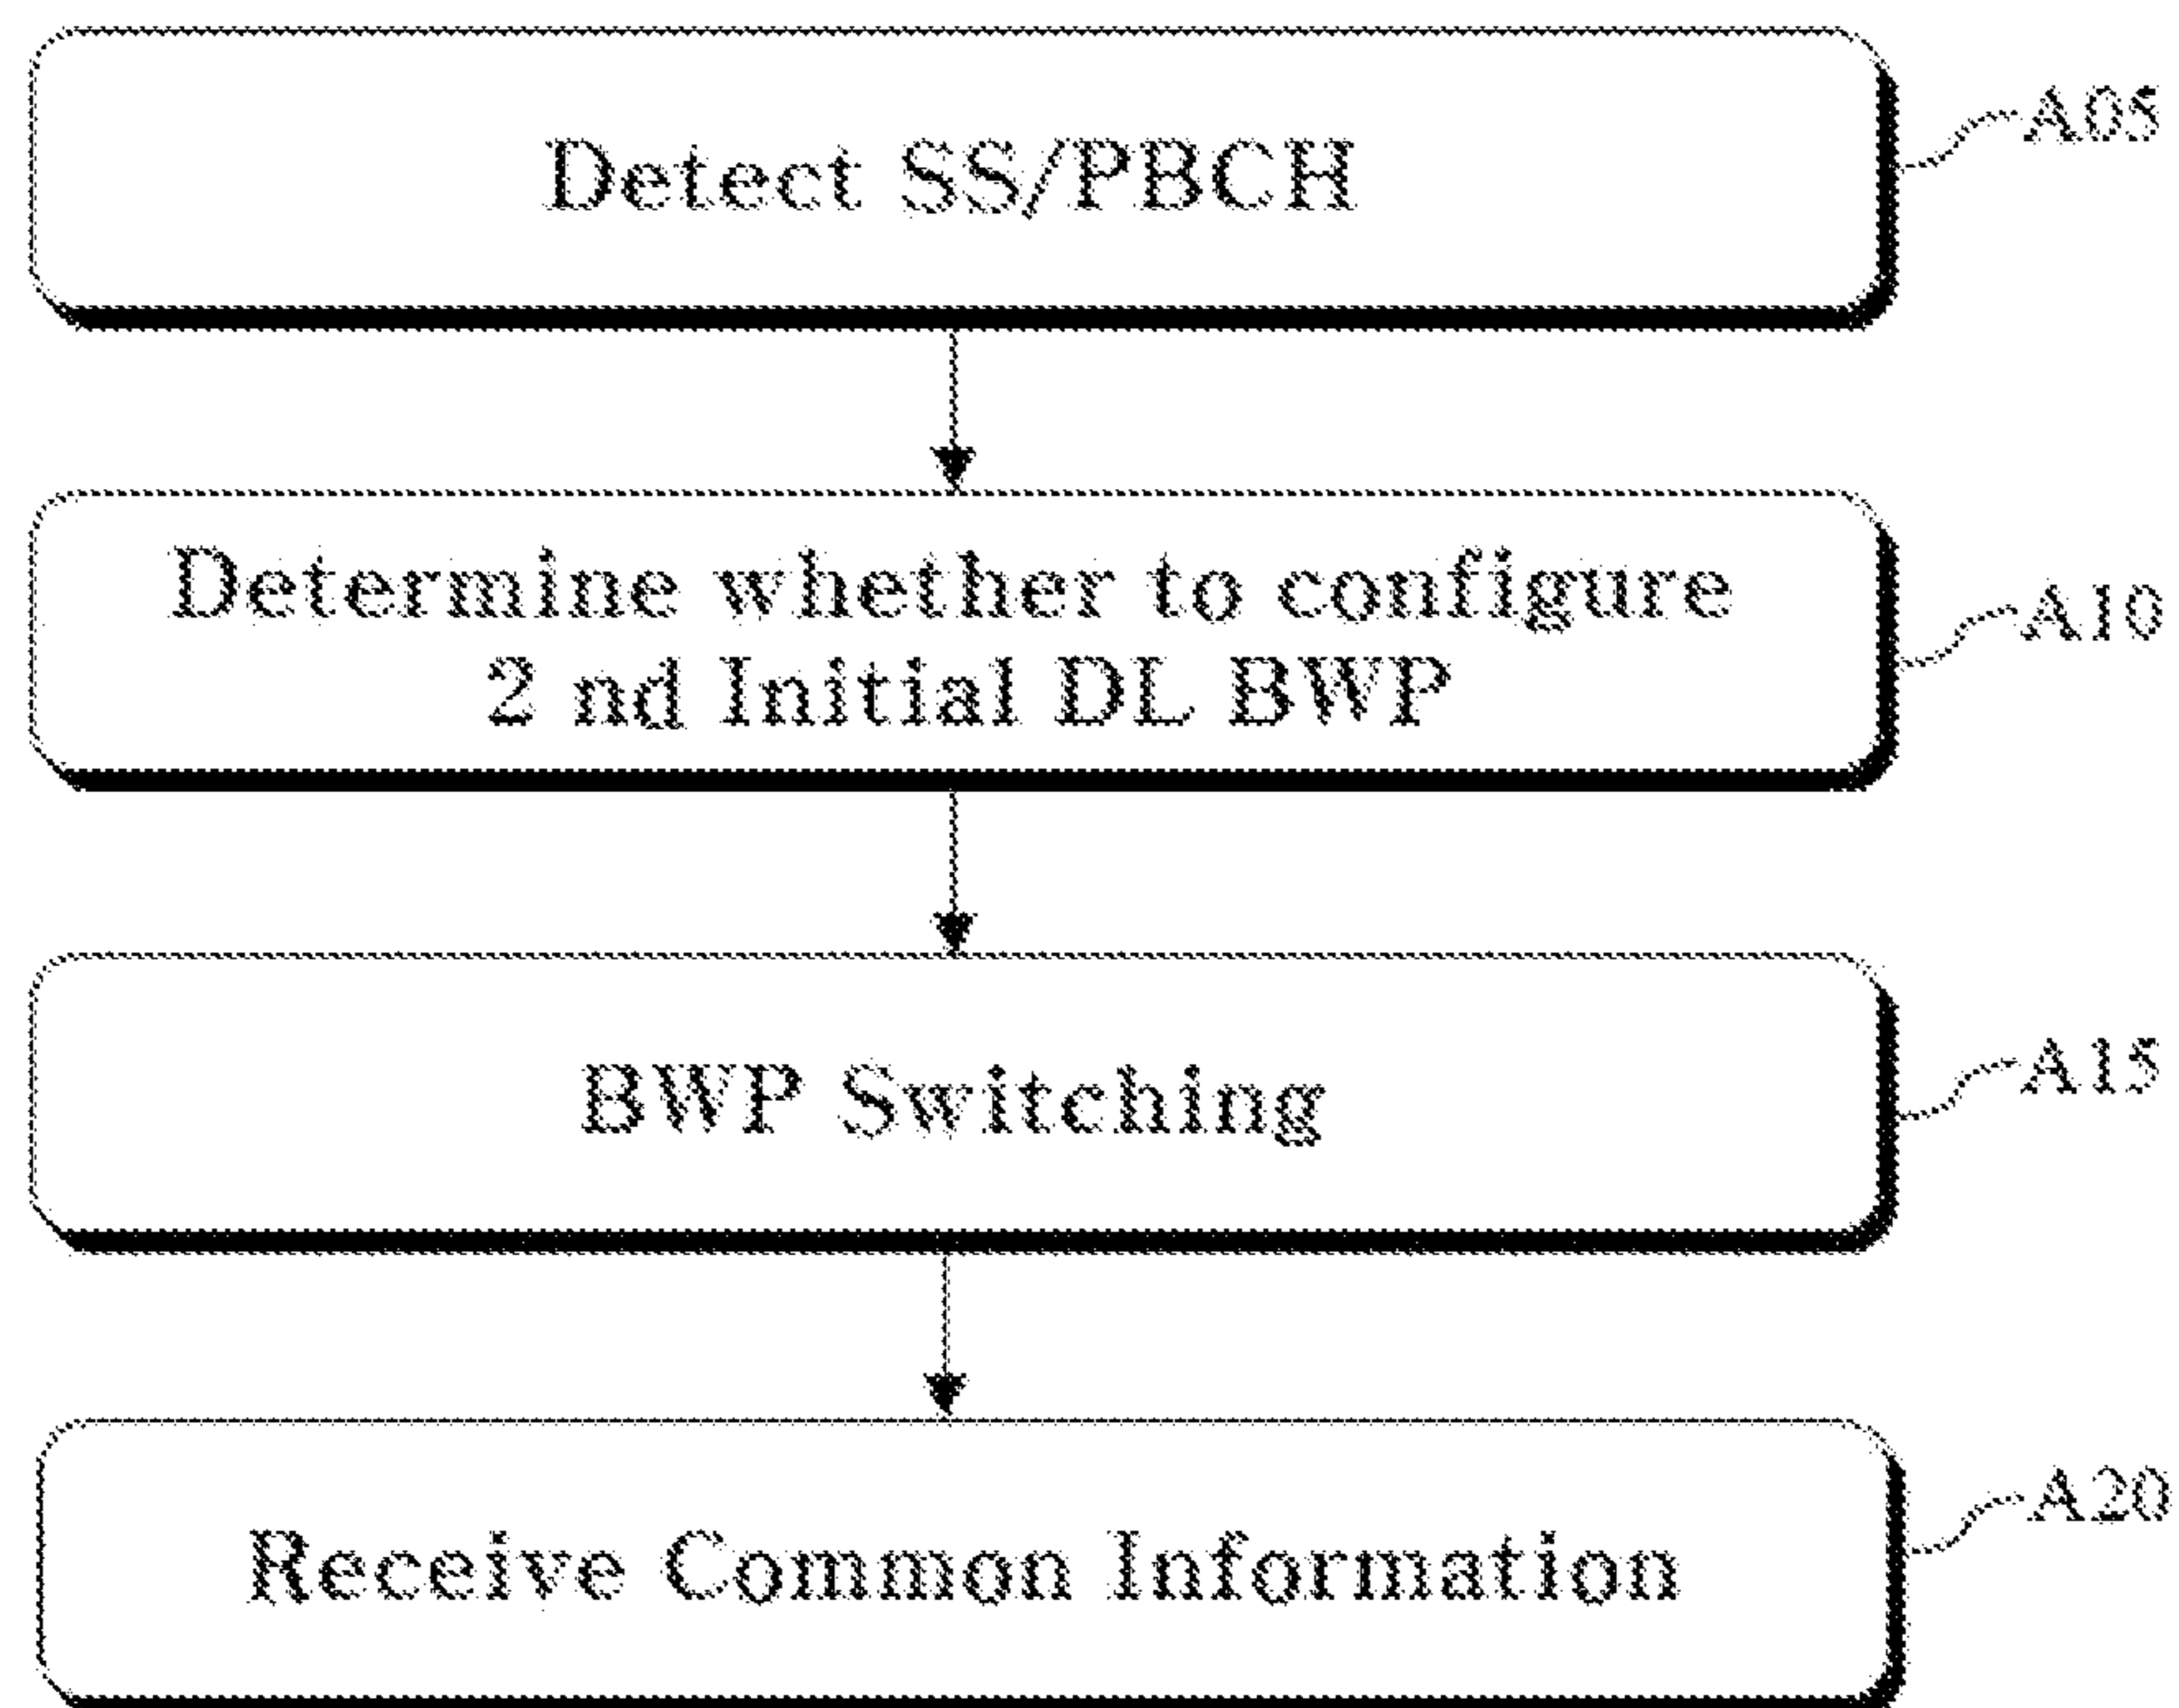 Detect SS/PBCH
A05
Determine whether to configure
2 nd Initial DL BWP
A10
BWP Switching
A15
Receive Common Information
A20